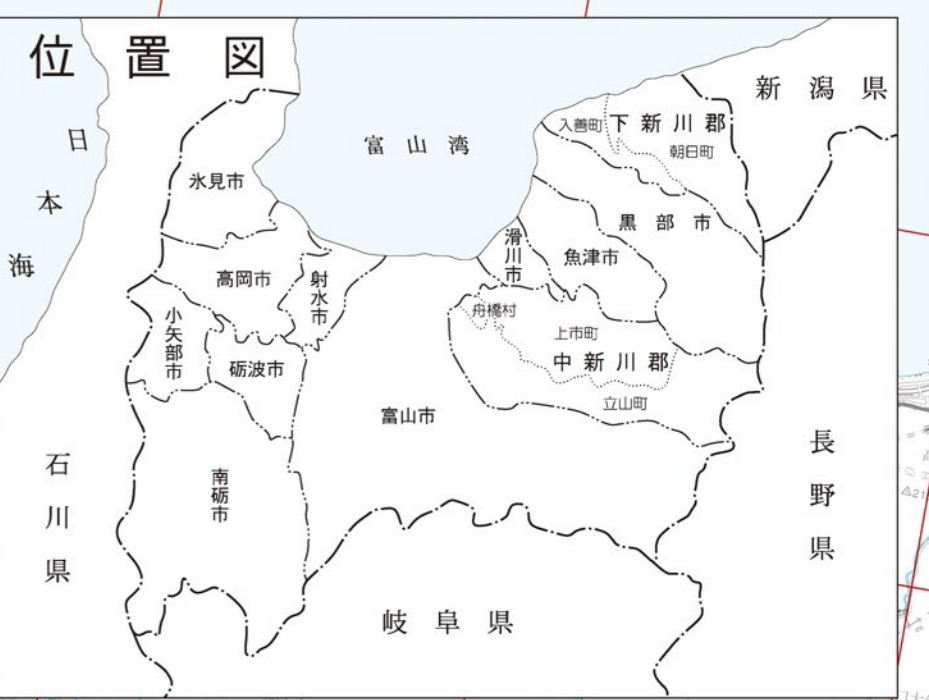 位置図
日本海
富山湾
新潟県
入善町
下新川郡
朝日町
氷見市
黒部市
滑川市
魚津市
高岡市
射水市
小矢部市
舟橋村
上市町
中新川郡
砺波市
立山町
富山市
南砺市
石川県
長野県
岐阜県